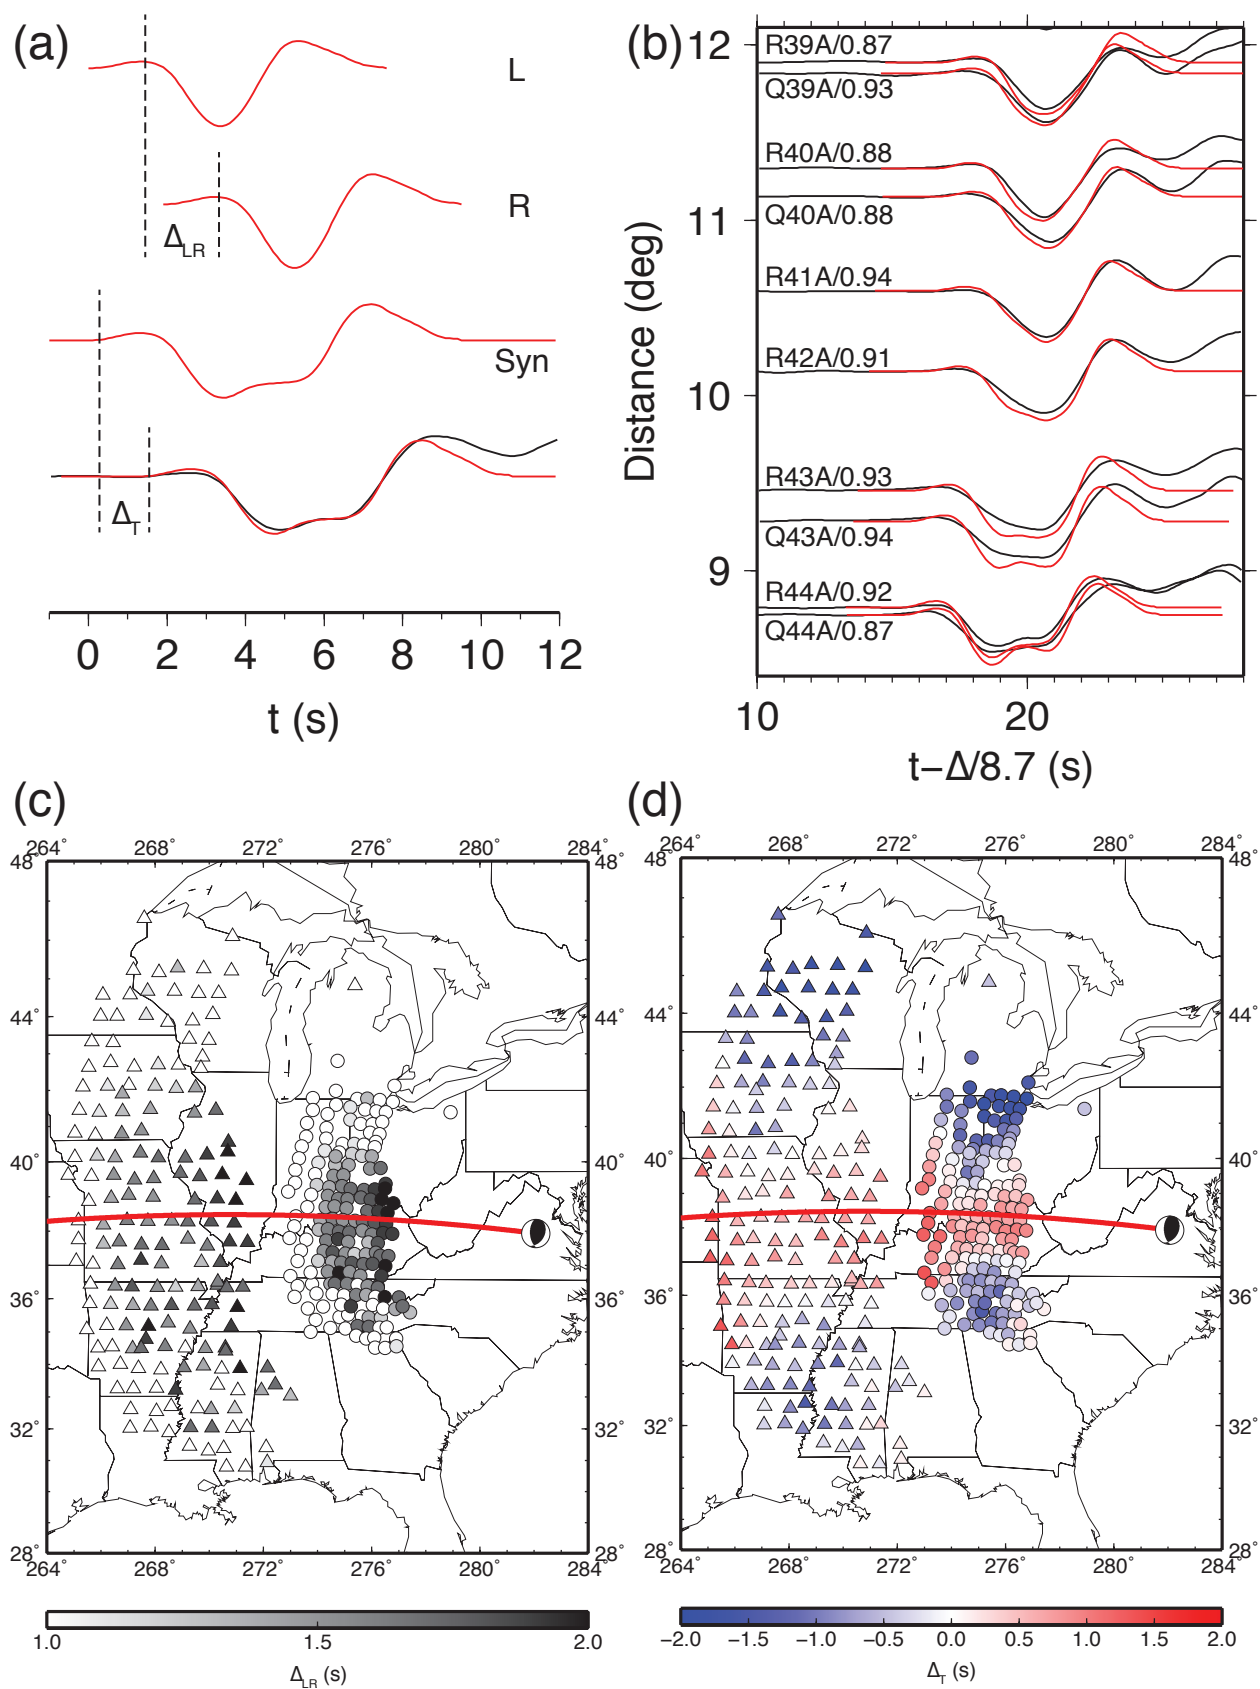 (a)
L
R
Δ_LR
Syn
Δ_T
0 2 4 6 8 10 12
t (s)
(b)
12
11
10
9
Distance (deg)
R39A/0.87
Q39A/0.93
R40A/0.88
Q40A/0.88
R41A/0.94
R42A/0.91
R43A/0.93
Q43A/0.94
R44A/0.92
Q44A/0.87
10 20
t−Δ/8.7 (s)
(c)
264° 268° 272° 276° 280° 284°
48° 48°
44° 44°
40° 40°
36° 36°
32° 32°
28° 28°
264° 268° 272° 276° 280° 284°
1.0 1.5 2.0
Δ_LR (s)
(d)
264° 268° 272° 276° 280° 284°
48° 48°
44° 44°
40° 40°
36° 36°
32° 32°
28° 28°
264° 268° 272° 276° 280° 284°
−2.0 −1.5 −1.0 −0.5 0.0 0.5 1.0 1.5 2.0
Δ_T (s)